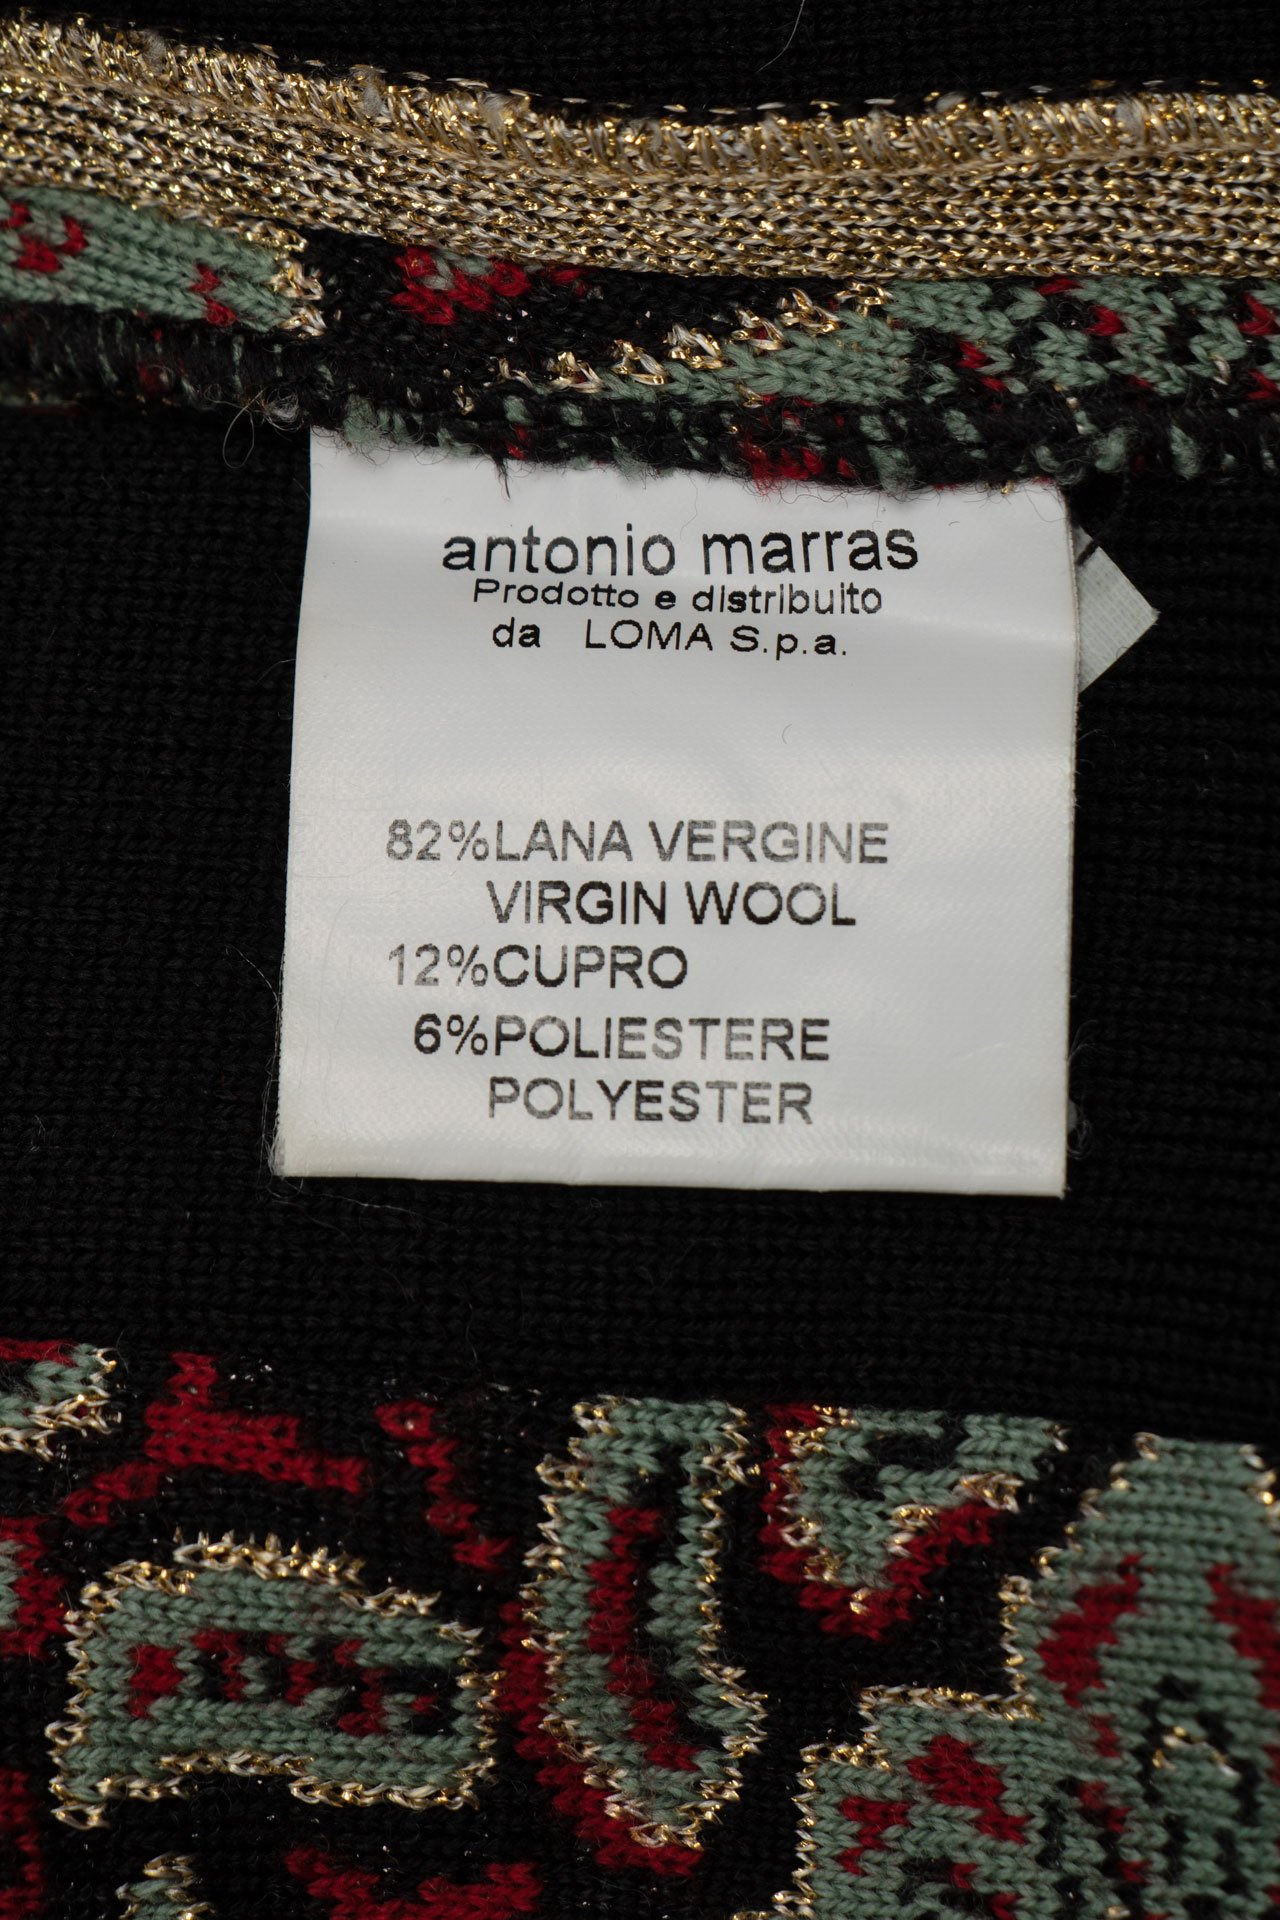 antonio marras
Prodotto e distribuito
da LOMA S.p.a.
82%LANA VERGINE
VIRGIN WOOL
12%CUPRO
6%POLIESTERE
POLYESTER